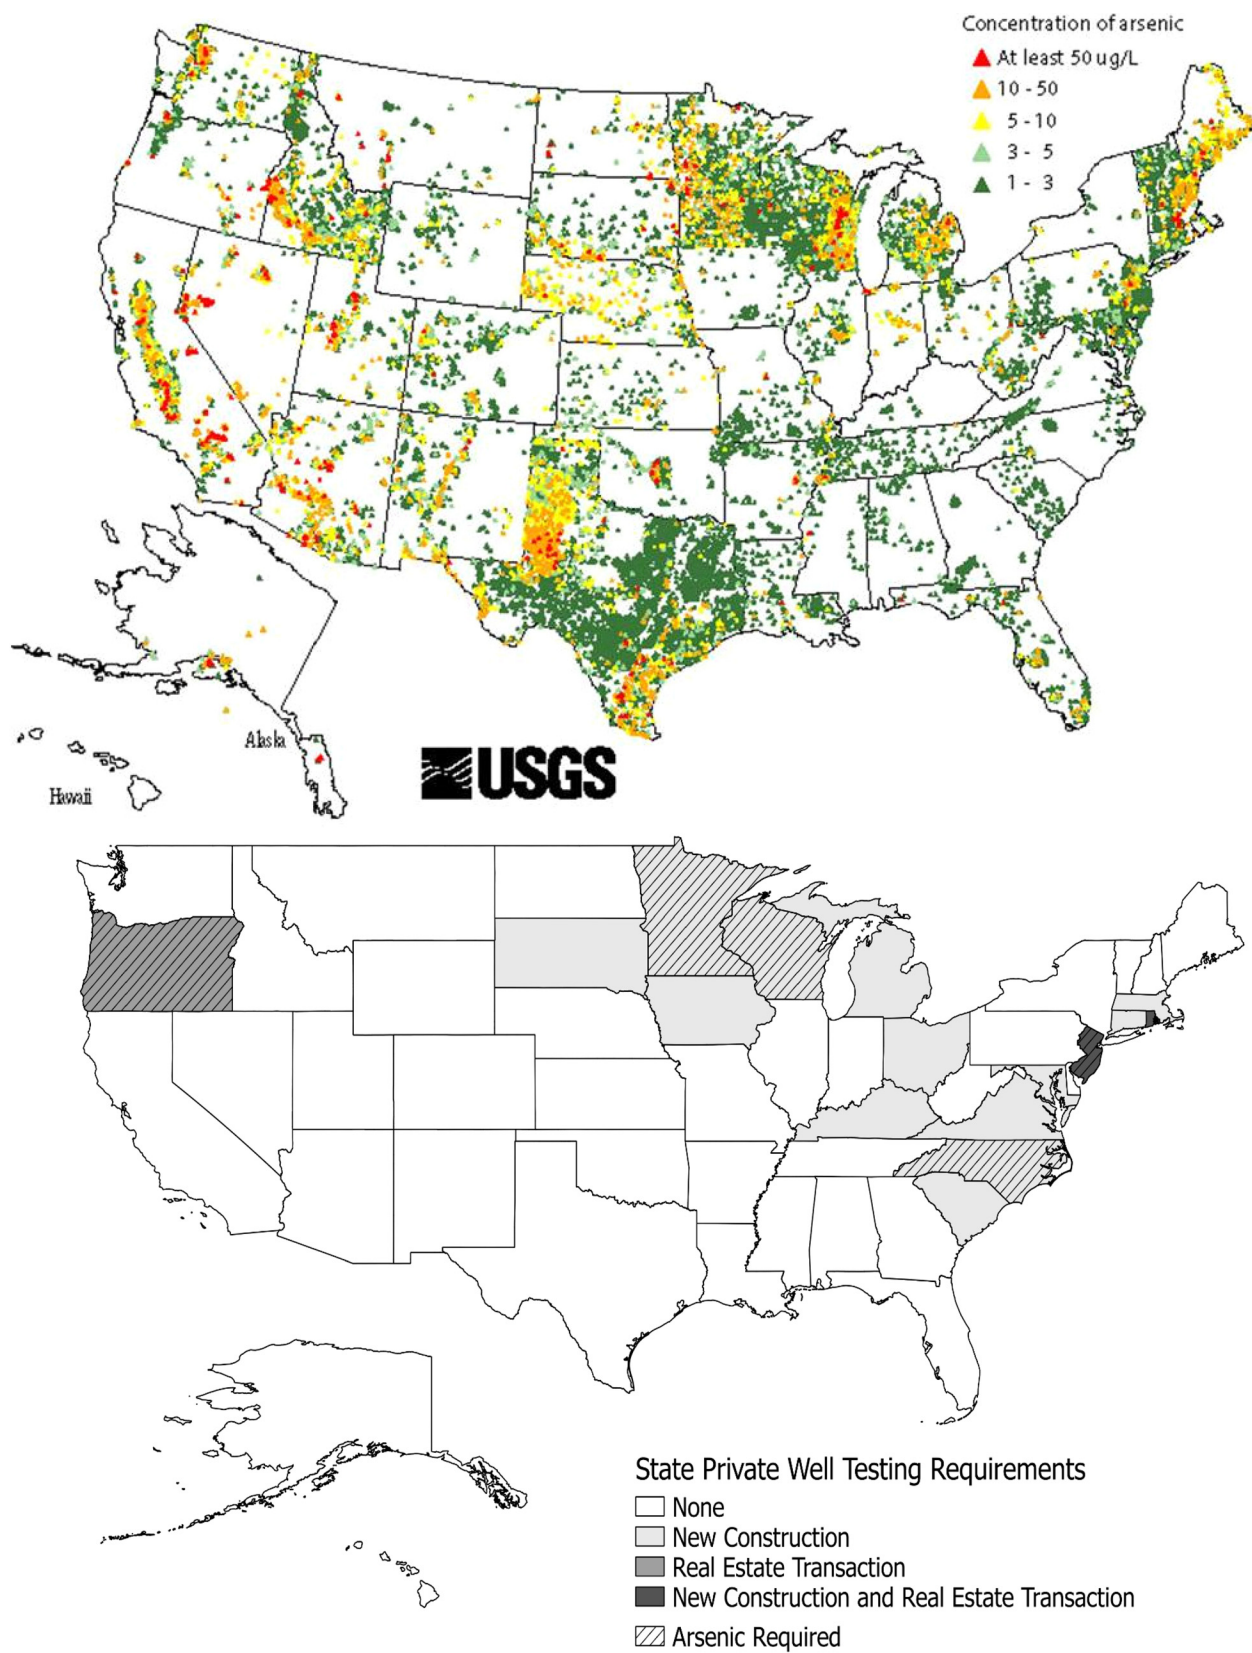 Concentration of arsenic
At least 50 ug/L
10 - 50
5 - 10
3 - 5
1 - 3
Alaska
Hawaii
USGS
State Private Well Testing Requirements
None
New Construction
Real Estate Transaction
New Construction and Real Estate Transaction
Arsenic Required